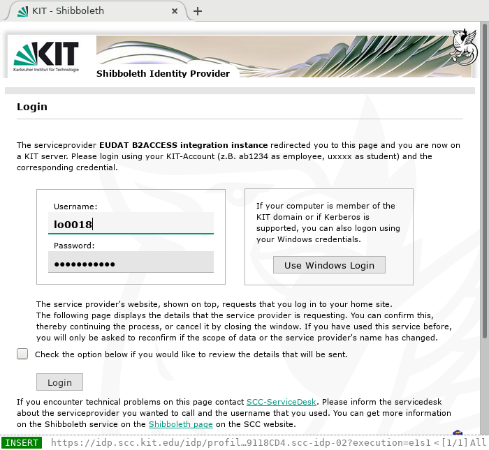 KIT - Shibboleth
KIT
Karlsruher Institut für Technologie
Shibboleth Identity Provider
Login
The serviceprovider EUDAT B2ACCESS integration instance redirected you to this page and you are now on
a KIT server. Please login using your KIT-Account (z.B. ab1234 as employee, uxxxx as student) and the
corresponding credential.
Username:
lo0018
Password:
If your computer is member of the
KIT domain or if Kerberos is
supported, you can also logon using
your Windows credentials.
Use Windows Login
The service provider's website, shown on top, requests that you log in to your home site.
The following page displays the details that the service provider is requesting. You can confirm this,
thereby continuing the process, or cancel it by closing the window. If you have used this service before,
you will only be asked to reconfirm if the scope of data or the service provider's name has changed.
Check the option below if you would like to review the details that will be sent.
Login
If you encounter technical problems on this page contact SCC-ServiceDesk. Please inform the servicedesk
about the serviceprovider you wanted to call and the username that you used. You can get more information
on the Shibboleth service on the Shibboleth page on the SCC website.
INSERT https://idp.scc.kit.edu/idp/profil…9118CD4.scc-idp-02?execution=e1s1 < [1/1] All